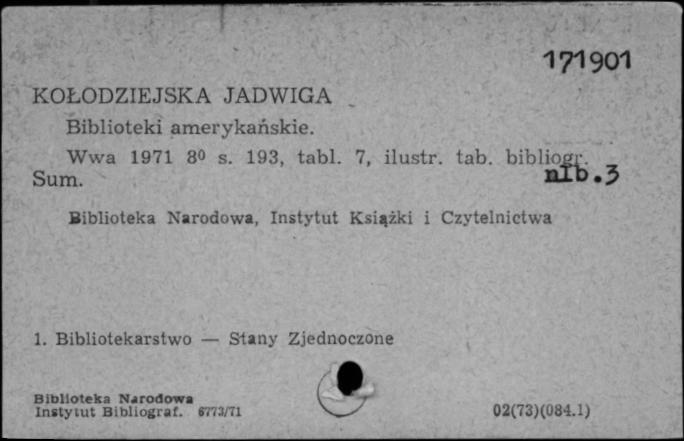 171901
KOŁODZIEJSKA JADWIGA
Biblioteki amerykańskie.
Wwa 1971 8⁰ s. 193, tabl. 7, ilustr. tab. bibliogr.
Sum. nlb.3
Biblioteka Narodowa, Instytut Książki i Czytelnictwa
1. Bibliotekarstwo — Stany Zjednoczone
Biblioteka Narodowa
Instytut Bibliograf. 6773/71 02(73)(084.1)